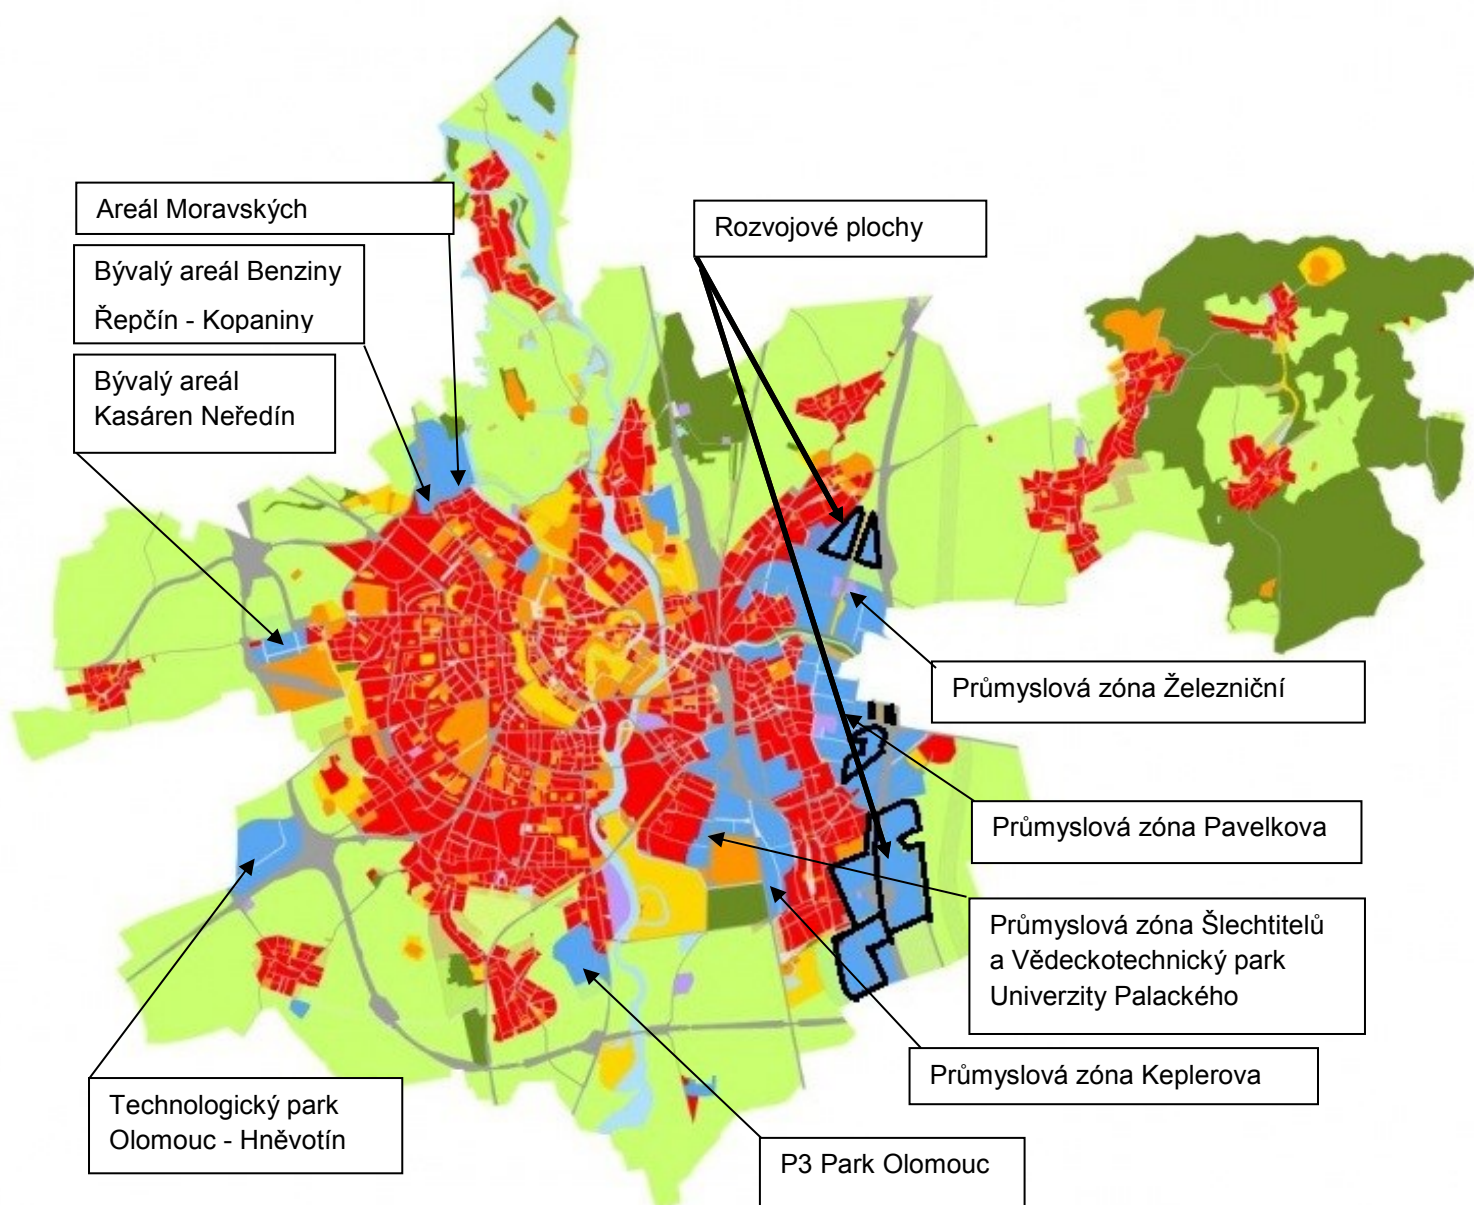 Areál Moravských
Bývalý areál Benziny
Řepčín - Kopaniny
Bývalý areál
Kasáren Neředín
Rozvojové plochy
Průmyslová zóna Železniční
Průmyslová zóna Pavelkova
Průmyslová zóna Šlechtitelů
a Vědeckotechnický park
Univerzity Palackého
Průmyslová zóna Keplerova
Technologický park
Olomouc - Hněvotín
P3 Park Olomouc